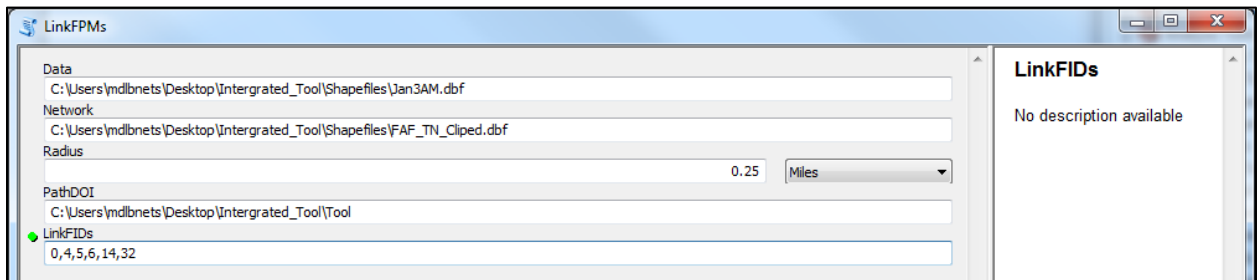 LinkFPMs
Data
C:\Users\mdlbnets\Desktop\Intergrated_Tool\Shapefiles\Jan3AM.dbf
Network
C:\Users\mdlbnets\Desktop\Intergrated_Tool\Shapefiles\FAF_TN_Cliped.dbf
Radius
0.25 Miles
PathDOI
C:\Users\mdlbnets\Desktop\Intergrated_Tool\Tool
LinkFIDs
0,4,5,6,14,32
LinkFIDs
No description available